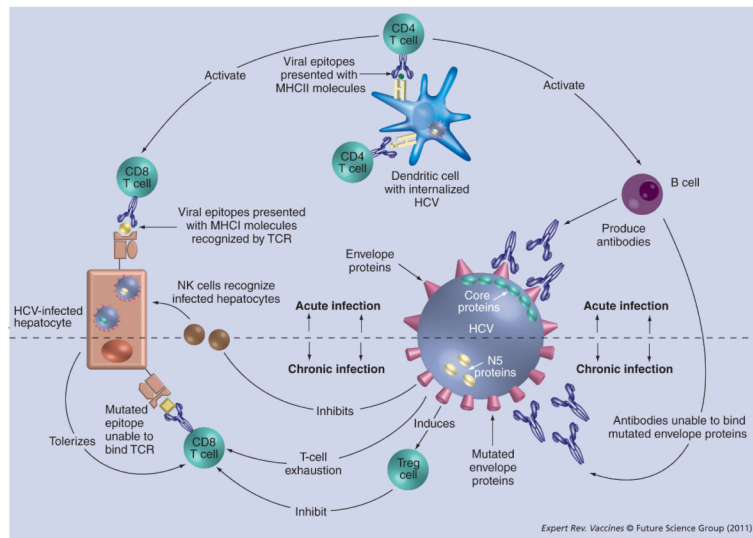 CD4
T cell
Viral epitopes
presented with
MHCII molecules
Activate
Activate
CD4
T cell
Dendritic cell
with internalized
HCV
CD8
T cell
B cell
Viral epitopes presented
with MHCI molecules
recognized by TCR
Produce
antibodies
Envelope
proteins
NK cells recognize
infected hepatocytes
HCV-infected
hepatocyte
Acute infection
Core
proteins
HCV
Acute infection
Chronic infection
N5
proteins
Chronic infection
Inhibits
Mutated
epitope
unable to
bind TCR
Tolerizes
CD8
T cell
T-cell
exhaustion
Induces
Treg
cell
Mutated
envelope
proteins
Antibodies unable to bind
mutated envelope proteins
Inhibit
Expert Rev. Vaccines © Future Science Group (2011)